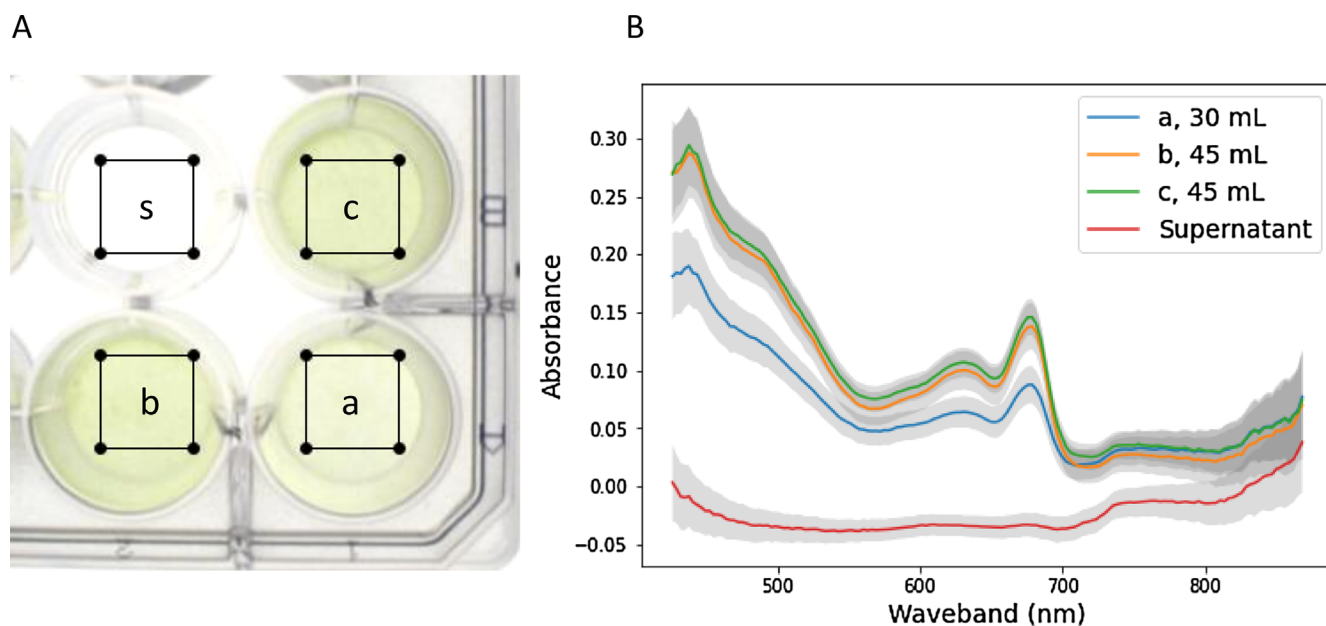 A
B
s
c
b
a
0.30
0.25
0.20
0.15
0.10
0.05
0.00
−0.05
Absorbance
500
600
700
800
Waveband (nm)
a, 30 mL
b, 45 mL
c, 45 mL
Supernatant